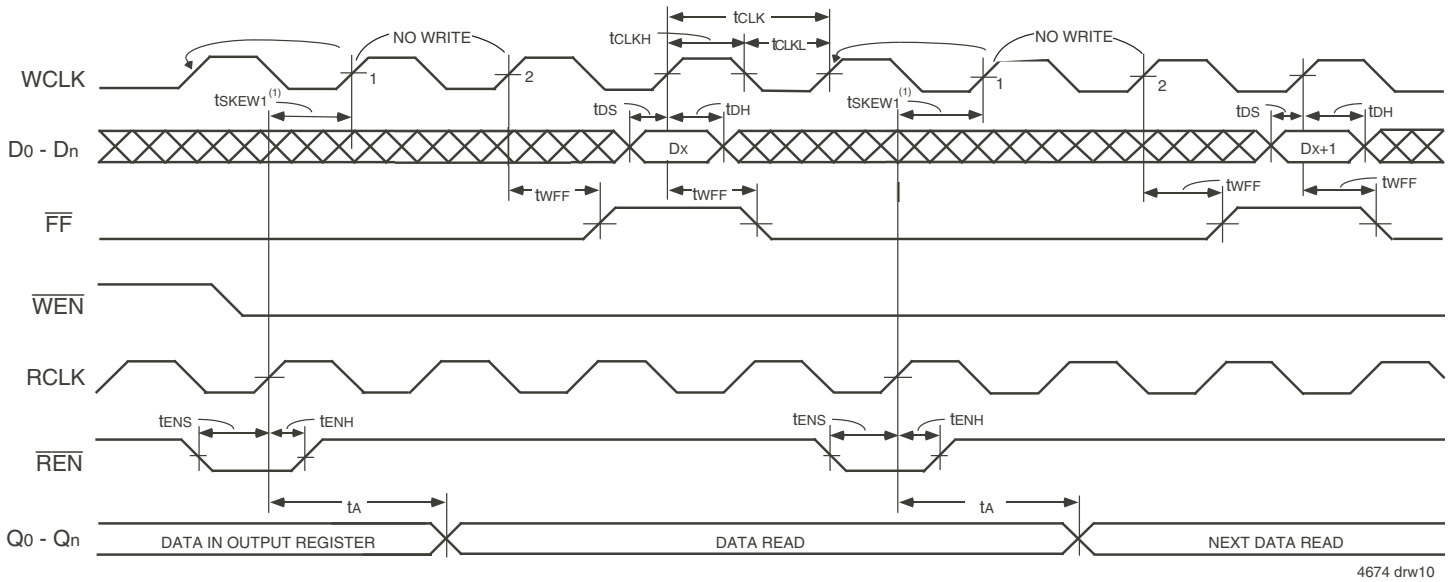 tCLK
NO WRITE tCLKH tCLKL NO WRITE
WCLK 1 2 1 2
tSKEW1(1) tDS tDH tSKEW1(1) tDS tDH
D0 - Dn DX DX+1
tWFF tWFF tWFF tWFF
FF
WEN
RCLK
tENS tENH tENS tENH
REN
tA tA
Q0 - Qn DATA IN OUTPUT REGISTER DATA READ NEXT DATA READ
4674 drw10